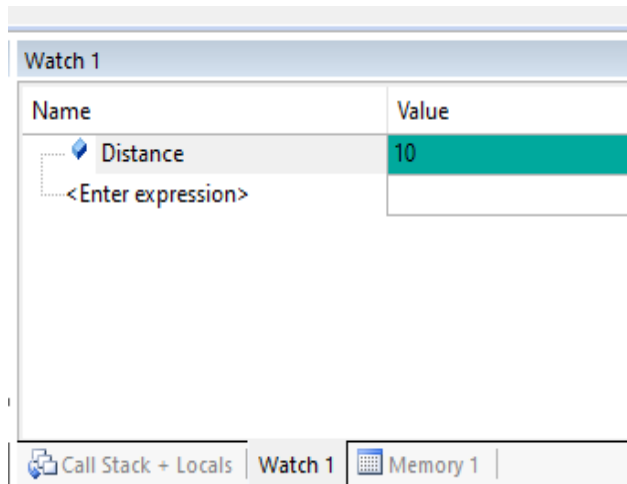 Watch 1
Name Value
Distance 10
<Enter expression>
Call Stack + Locals Watch 1 Memory 1